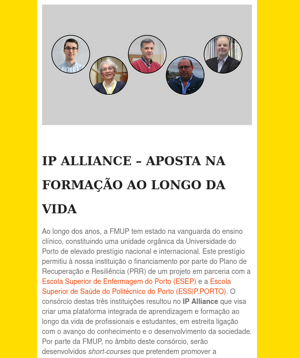 IP ALLIANCE – APOSTA NA
FORMAÇÃO AO LONGO DA
VIDA
Ao longo dos anos, a FMUP tem estado na vanguarda do ensino
clínico, constituindo uma unidade orgânica da Universidade do
Porto de elevado prestígio nacional e internacional. Este prestígio
permitiu à nossa instituição o financiamento por parte do Plano de
Recuperação e Resiliência (PRR) de um projeto em parceria com a
Escola Superior de Enfermagem do Porto (ESEP) e a Escola
Superior de Saúde do Politécnico do Porto (ESS|P.PORTO). O
consórcio destas três instituições resultou no IP Alliance que visa
criar uma plataforma integrada de aprendizagem e formação ao
longo da vida de profissionais e estudantes, em estreita ligação
com o avanço do conhecimento e o desenvolvimento da sociedade.
Por parte da FMUP, no âmbito deste consórcio, serão
desenvolvidos short-courses que pretendem promover a